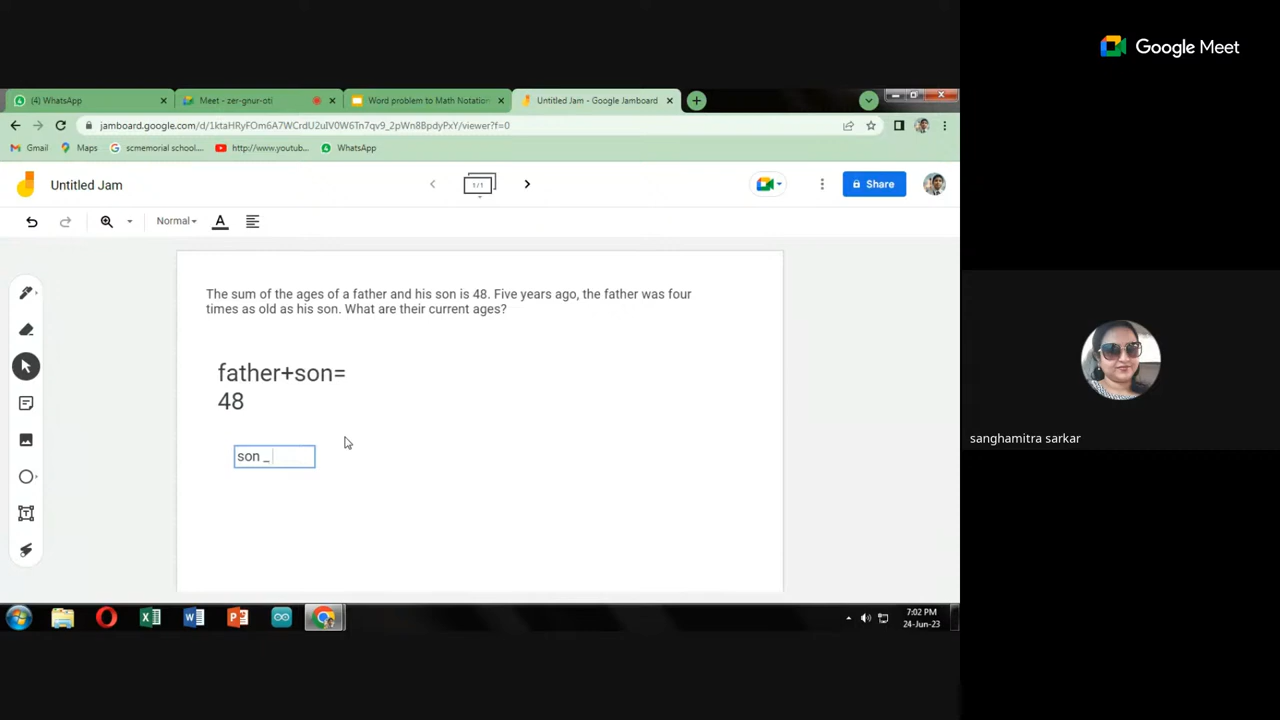 Google Meet
(4) WhatsApp
Meet - zer-gnur-oti
Word problem to Math Notation
Untitled Jam - Google Jamboard
jamboard.google.com/d/1ktaHRyFOm6A7WCrdU2uIV0W6Tn7qv9_2pWn8BpdyPxY/viewer?f=0
Gmail
Maps
scmemorial school,...
http://www.youtub...
WhatsApp
Untitled Jam
1/1
Share
Normal
The sum of the ages of a father and his son is 48. Five years ago, the father was four
times as old as his son. What are their current ages?
father+son=
48
son _
sanghamitra sarkar
7:02 PM
24-Jun-23